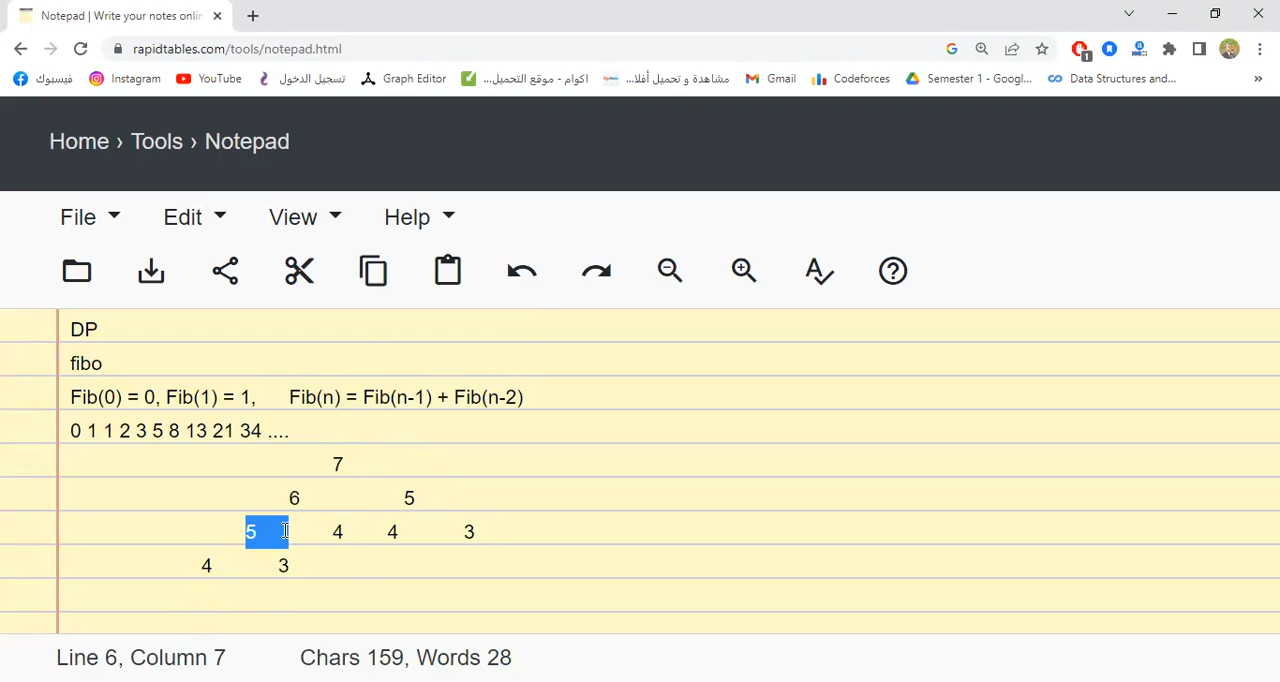 Notepad | Write your notes onlin
rapidtables.com/tools/notepad.html
1
فيسبوك Instagram YouTube تسجيل الدخول Graph Editor اكوام - موقع التحميل... مشاهدة و تحميل أفلا... Gmail Codeforces Semester 1 - Googl... Data Structures and... »
Home › Tools › Notepad
File Edit View Help
DP
fibo
Fib(0) = 0, Fib(1) = 1, Fib(n) = Fib(n-1) + Fib(n-2)
0 1 1 2 3 5 8 13 21 34 ....
7
6 5
5 4 4 3
4 3
Line 6, Column 7 Chars 159, Words 28